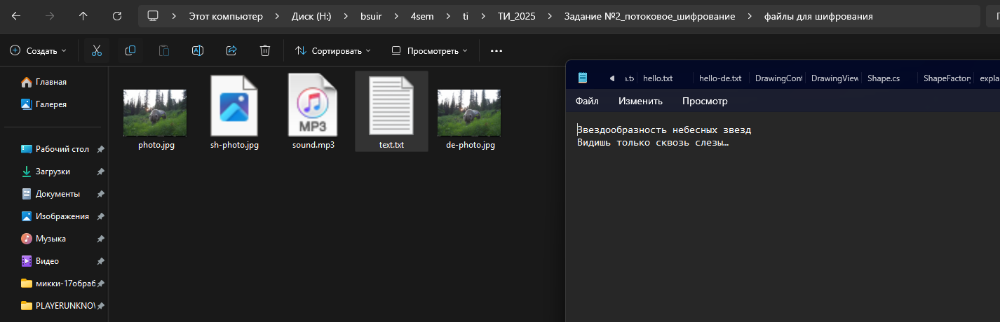 Этот компьютер > Диск (H:) > bsuir > 4sem > ti > ТИ_2025 > Задание №2_потоковое_шифрование > файлы для шифрования
Создать
Сортировать
Просмотреть
Главная
Галерея
Рабочий стол
Загрузки
Документы
Изображения
Музыка
Видео
микки-17обраб
PLAYERUNKNOW
photo.jpg
sh-photo.jpg
MP3
sound.mp3
text.txt
de-photo.jpg
hello.txt
hello-de.txt
DrawingCont
DrawingView
Shape.cs
ShapeFactory
expla
Файл
Изменить
Просмотр
Звездообразность небесных звезд
Видишь только сквозь слезы…